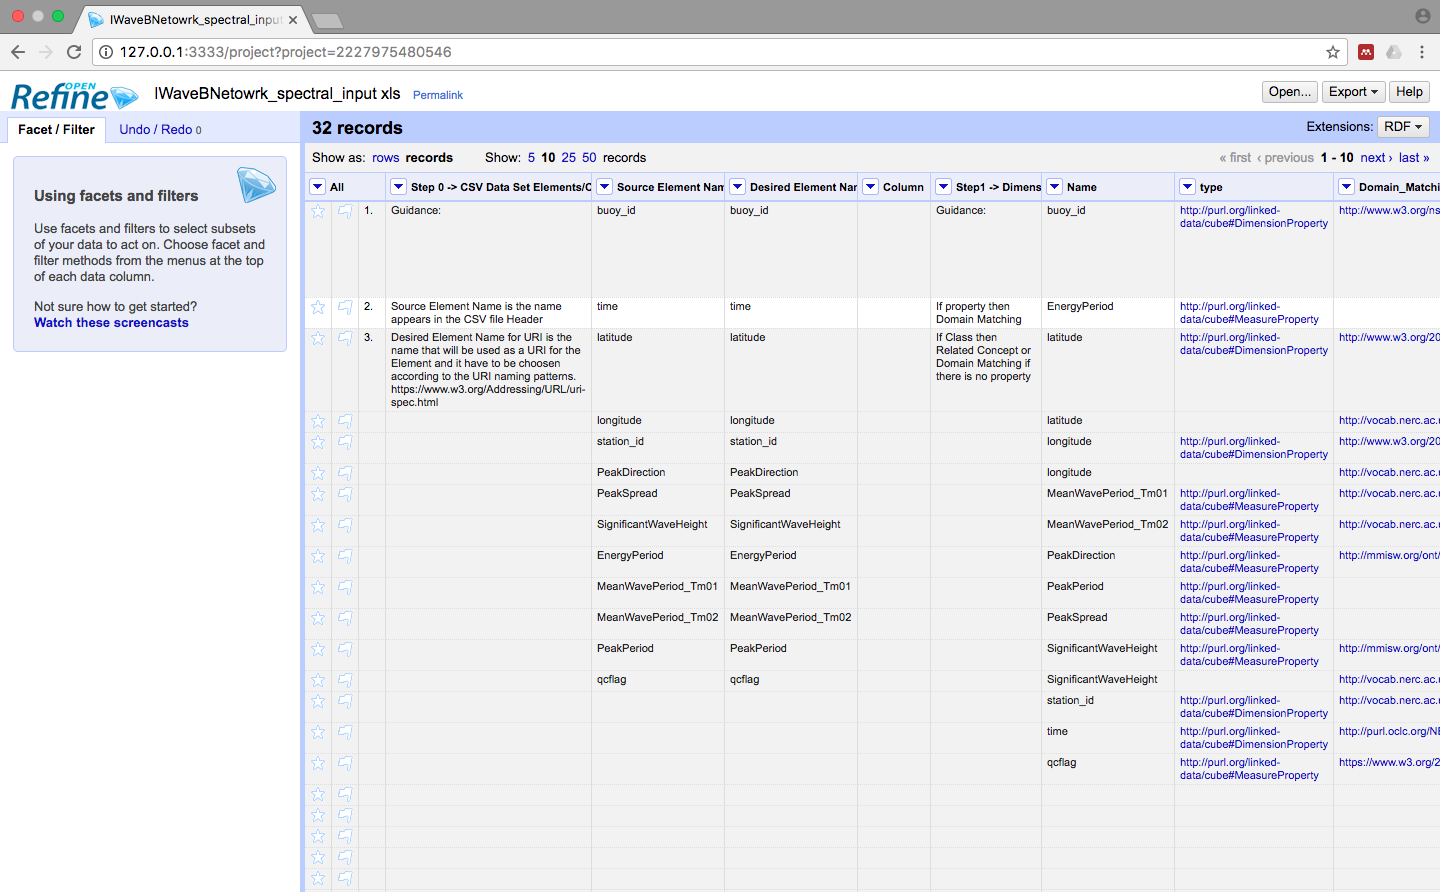 IWaveBNetowrk_spectral_input
127.0.0.1:3333/project?project=2227975480546
OPEN
Refine
IWaveBNetowrk_spectral_input xls Permalink
Open... Export Help
Facet / Filter Undo / Redo 0
32 records
Extensions: RDF
Show as: rows records Show: 5 10 25 50 records
« first ‹ previous 1 - 10 next › last »
Using facets and filters
Use facets and filters to select subsets
of your data to act on. Choose facet and
filter methods from the menus at the top
of each data column.
Not sure how to get started?
Watch these screencasts
All Step 0 -> CSV Data Set Elements/C Source Element Nam Desired Element Nar Column Step1 -> Dimens Name type Domain_Matchi
1. Guidance: buoy_id buoy_id Guidance: buoy_id http://purl.org/linked- http://www.w3.org/ns
data/cube#DimensionProperty
2. Source Element Name is the name time time If property then EnergyPeriod http://purl.org/linked-
appears in the CSV file Header Domain Matching data/cube#MeasureProperty
3. Desired Element Name for URI is the latitude latitude If Class then latitude http://purl.org/linked- http://www.w3.org/20
name that will be used as a URI for the Related Concept or data/cube#DimensionProperty
Element and it have to be choosen Domain Matching if
according to the URI naming patterns. there is no property
https://www.w3.org/Addressing/URL/uri-
spec.html
longitude longitude latitude http://vocab.nerc.ac.u
station_id station_id longitude http://purl.org/linked- http://www.w3.org/20
data/cube#DimensionProperty
PeakDirection PeakDirection longitude http://vocab.nerc.ac.u
PeakSpread PeakSpread MeanWavePeriod_Tm01 http://purl.org/linked- http://vocab.nerc.ac.u
data/cube#MeasureProperty
SignificantWaveHeight SignificantWaveHeight MeanWavePeriod_Tm02 http://purl.org/linked- http://vocab.nerc.ac.u
data/cube#MeasureProperty
EnergyPeriod EnergyPeriod PeakDirection http://purl.org/linked- http://mmisw.org/ont/
data/cube#MeasureProperty
MeanWavePeriod_Tm01 MeanWavePeriod_Tm01 PeakPeriod http://purl.org/linked-
data/cube#MeasureProperty
MeanWavePeriod_Tm02 MeanWavePeriod_Tm02 PeakSpread http://purl.org/linked-
data/cube#MeasureProperty
PeakPeriod PeakPeriod SignificantWaveHeight http://purl.org/linked- http://mmisw.org/ont/
data/cube#MeasureProperty
qcflag qcflag SignificantWaveHeight http://vocab.nerc.ac.u
station_id http://purl.org/linked- http://vocab.nerc.ac.u
data/cube#DimensionProperty
time http://purl.org/linked- http://purl.oclc.org/NE
data/cube#DimensionProperty
qcflag http://purl.org/linked- https://www.w3.org/2
data/cube#MeasureProperty